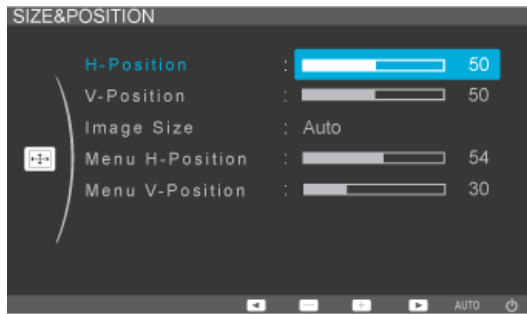 SIZE&POSITION
H-Position : 50
V-Position : 50
Image Size : Auto
Menu H-Position : 54
Menu V-Position : 30
AUTO